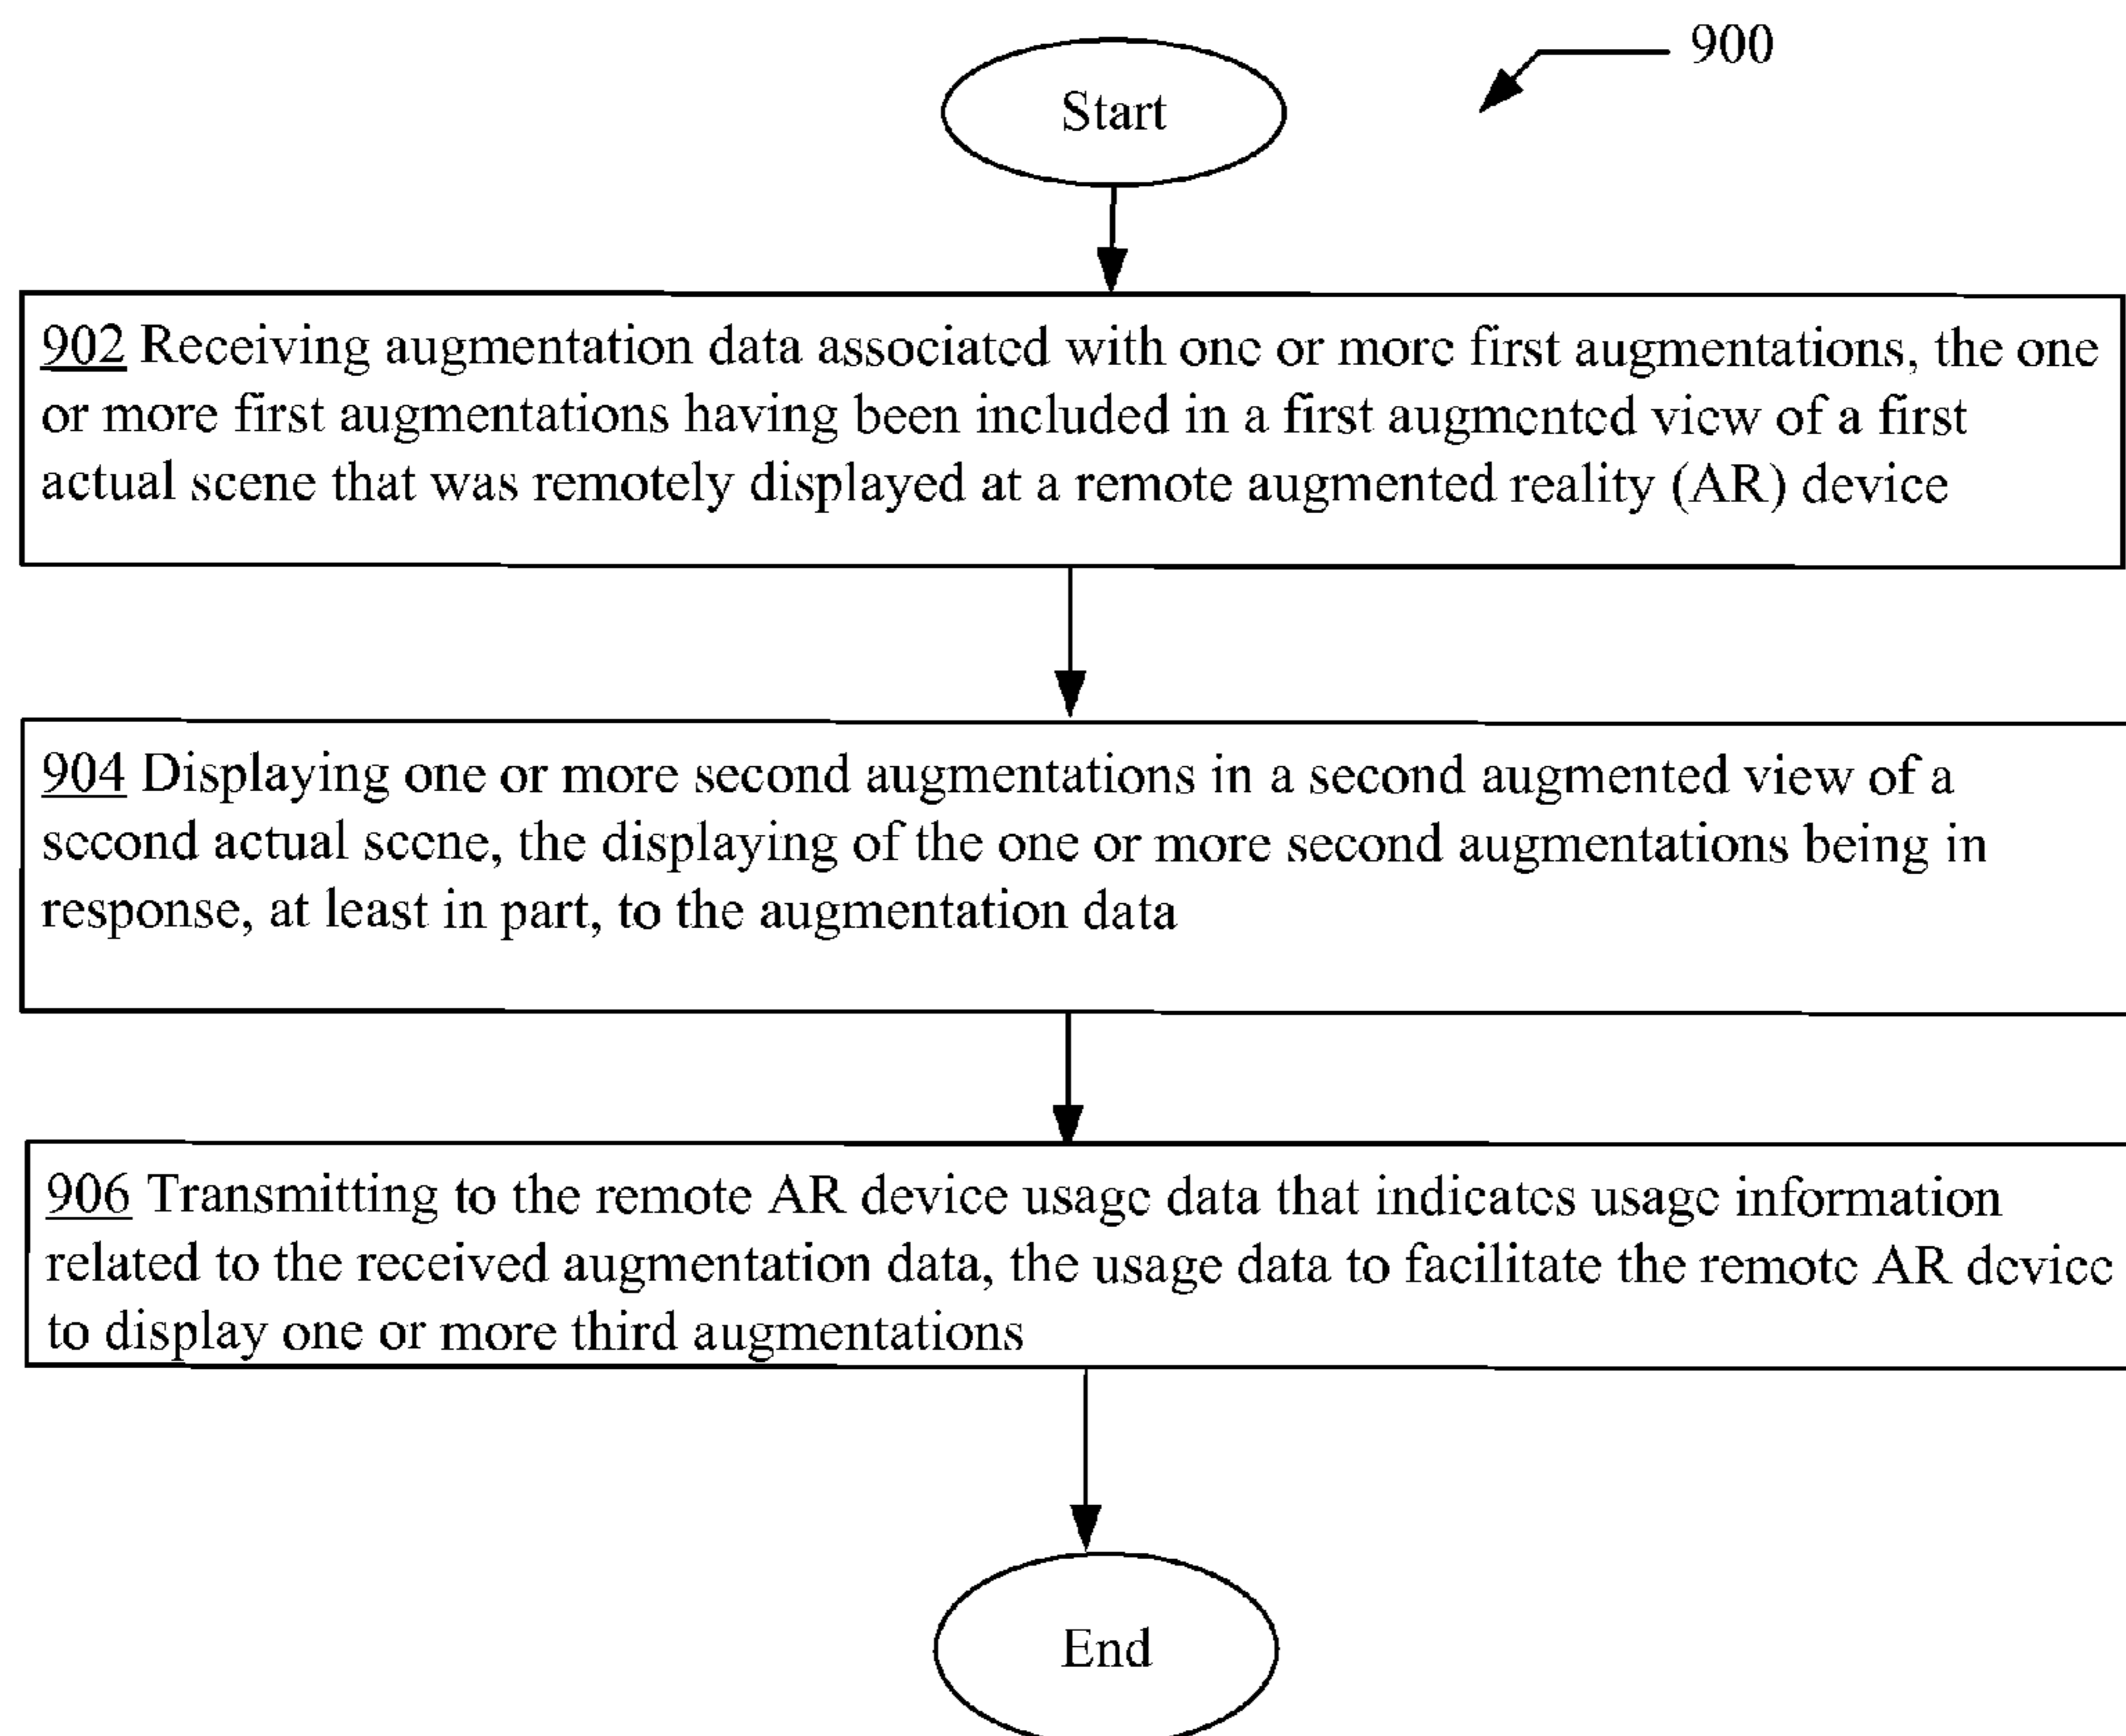 900
Start
902 Receiving augmentation data associated with one or more first augmentations, the one
or more first augmentations having been included in a first augmented view of a first
actual scene that was remotely displayed at a remote augmented reality (AR) device
904 Displaying one or more second augmentations in a second augmented view of a
second actual scene, the displaying of the one or more second augmentations being in
response, at least in part, to the augmentation data
906 Transmitting to the remote AR device usage data that indicates usage information
related to the received augmentation data, the usage data to facilitate the remote AR device
to display one or more third augmentations
End